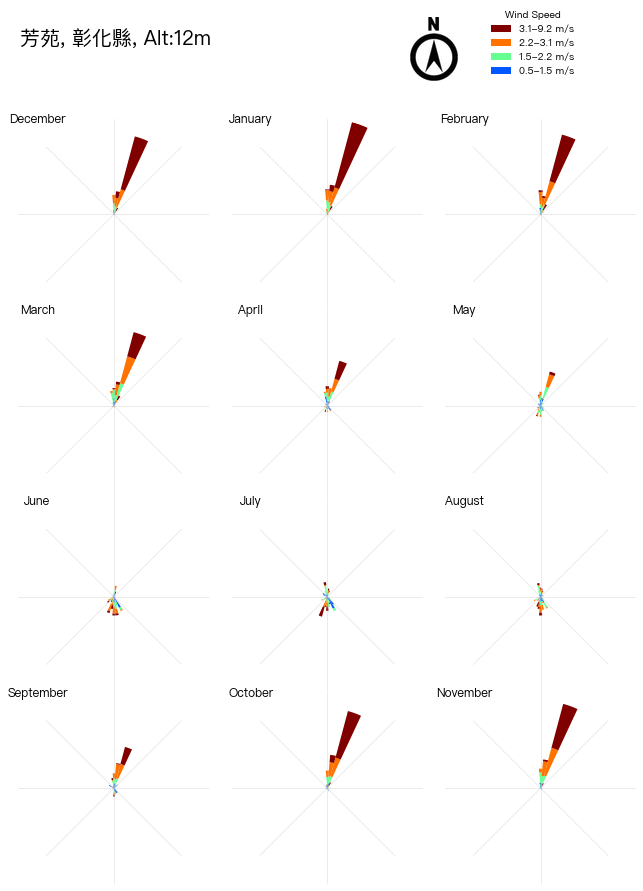 芳苑, 彰化縣, Alt:12m
N
Wind Speed
3.1–9.2 m/s
2.2–3.1 m/s
1.5–2.2 m/s
0.5–1.5 m/s
December
January
February
March
April
May
June
July
August
September
October
November